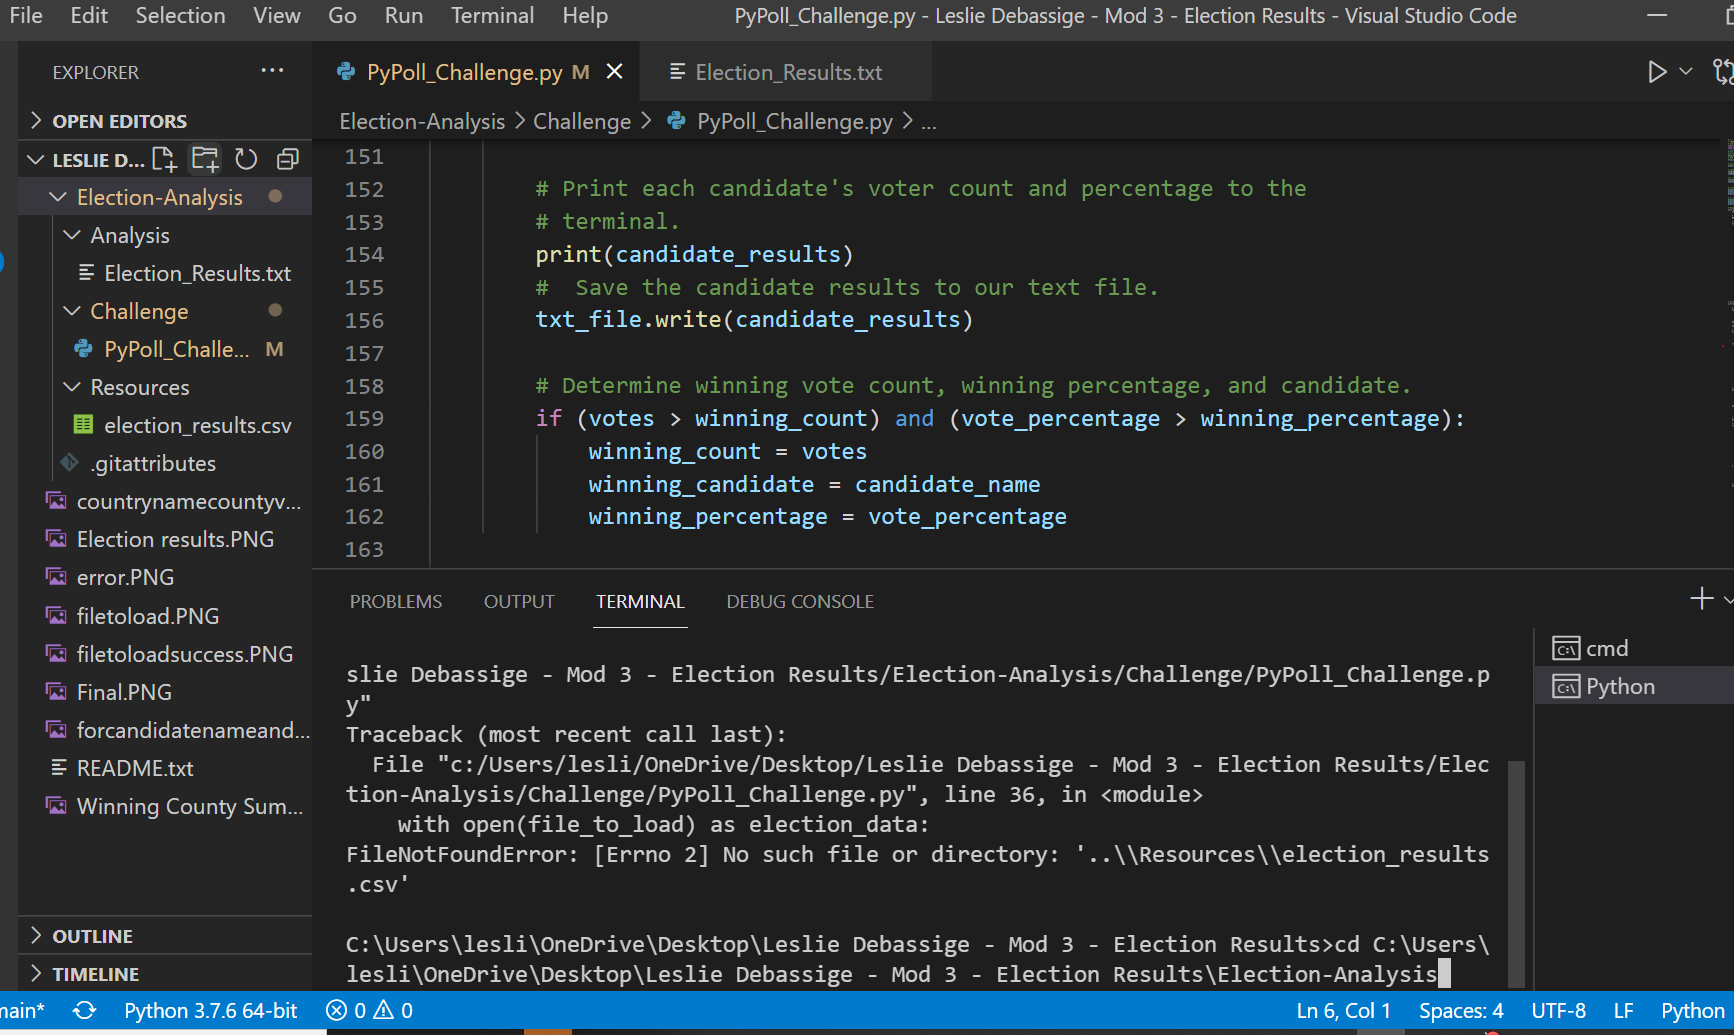 File Edit Selection View Go Run Terminal Help PyPoll_Challenge.py - Leslie Debassige - Mod 3 - Election Results - Visual Studio Code
EXPLORER ...
PyPoll_Challenge.py M
Election_Results.txt
OPEN EDITORS
Election-Analysis > Challenge > PyPoll_Challenge.py > ...
LESLIE D...
Election-Analysis
Analysis
Election_Results.txt
Challenge
PyPoll_Challe... M
Resources
election_results.csv
.gitattributes
countrynamecountyv...
Election results.PNG
error.PNG
filetoload.PNG
filetoloadsuccess.PNG
Final.PNG
forcandidatenameand...
README.txt
Winning County Sum...
OUTLINE
TIMELINE
151
152 # Print each candidate's voter count and percentage to the
153 # terminal.
154 print(candidate_results)
155 #  Save the candidate results to our text file.
156 txt_file.write(candidate_results)
157
158 # Determine winning vote count, winning percentage, and candidate.
159 if (votes > winning_count) and (vote_percentage > winning_percentage):
160 winning_count = votes
161 winning_candidate = candidate_name
162 winning_percentage = vote_percentage
163
PROBLEMS OUTPUT TERMINAL DEBUG CONSOLE
cmd
Python
slie Debassige - Mod 3 - Election Results/Election-Analysis/Challenge/PyPoll_Challenge.p
y"
Traceback (most recent call last):
File "c:/Users/lesli/OneDrive/Desktop/Leslie Debassige - Mod 3 - Election Results/Elec
tion-Analysis/Challenge/PyPoll_Challenge.py", line 36, in <module>
with open(file_to_load) as election_data:
FileNotFoundError: [Errno 2] No such file or directory: '..\\Resources\\election_results
.csv'
C:\Users\lesli\OneDrive\Desktop\Leslie Debassige - Mod 3 - Election Results>cd C:\Users\
lesli\OneDrive\Desktop\Leslie Debassige - Mod 3 - Election Results\Election-Analysis
main* Python 3.7.6 64-bit 0 0 Ln 6, Col 1 Spaces: 4 UTF-8 LF Python